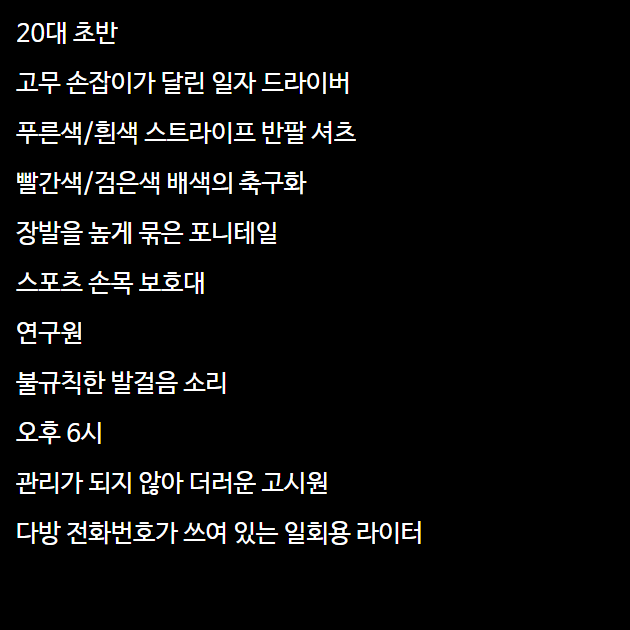 20대 초반
고무 손잡이가 달린 일자 드라이버
푸른색/흰색 스트라이프 반팔 셔츠
빨간색/검은색 배색의 축구화
장발을 높게 묶은 포니테일
스포츠 손목 보호대
연구원
불규칙한 발걸음 소리
오후 6시
관리가 되지 않아 더러운 고시원
다방 전화번호가 쓰여 있는 일회용 라이터